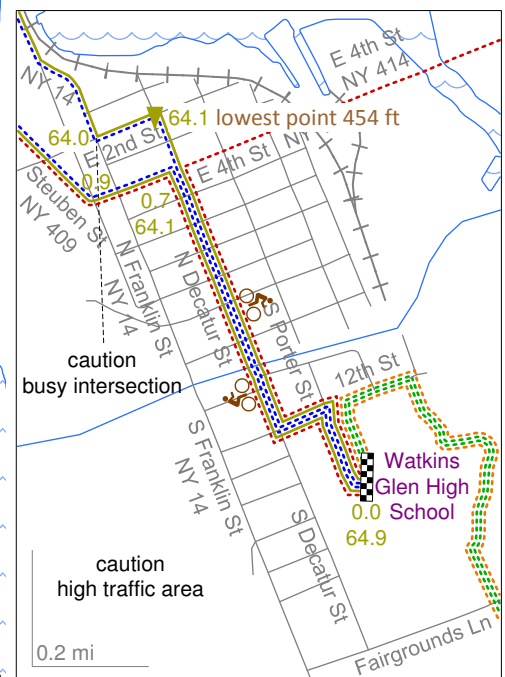 E 4th St
NY 414
NY 14
64.1 lowest point 454 ft
64.0
E 2nd St
E 4th St
0.9
0.7
64.1
Steuben St
NY 409
N Franklin St
NY 14
N Decatur St
S Porter St
caution
busy intersection
12th St
S Franklin St
NY 14
Watkins
Glen High
School
0.0
64.9
S Decatur St
caution
high traffic area
0.2 mi
Fairgrounds Ln